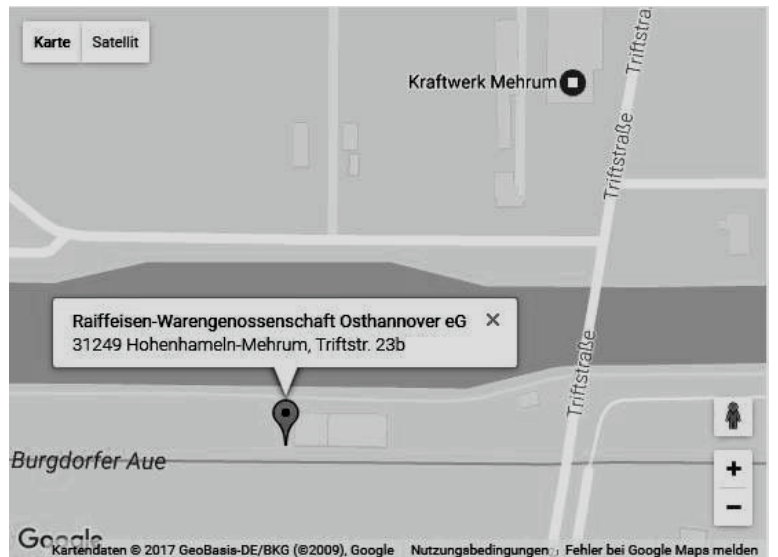 Karte Satellit
Triftstra
Kraftwerk Mehrum
Triftstraße
Raiffeisen-Warengenossenschaft Osthannover eG ×
31249 Hohenhameln-Mehrum, Triftstr. 23b
Triftstraße
Burgdorfer Aue
+
−
Google
Kartendaten © 2017 GeoBasis-DE/BKG (©2009), Google Nutzungsbedingungen Fehler bei Google Maps melden